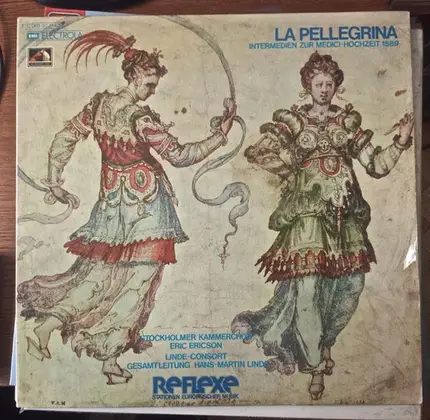 EMI ELECTROLA
LA PELLEGRINA
INTERMEDIEN ZUR MEDICI-HOCHZEIT 1589
STOCKHOLMER KAMMERCHOR
ERIC ERICSON
LINDE-CONSORT
GESAMTLEITUNG HANS-MARTIN LINDE
REFLEXE
STATIONEN EUROPÄISCHER MUSIK